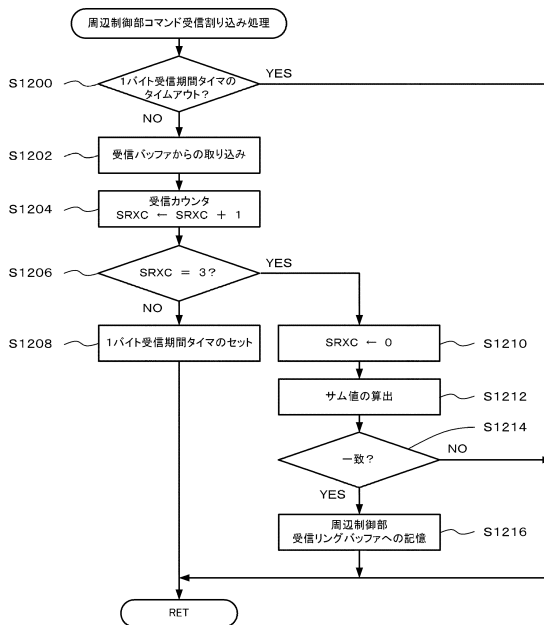 周辺制御部コマンド受信割り込み処理
S1200
1バイト受信期間タイマの
タイムアウト?
YES
NO
S1202
受信バッファからの取り込み
S1204
受信カウンタ
SRXC ← SRXC + 1
S1206
SRXC = 3?
YES
NO
S1208
1バイト受信期間タイマのセット
SRXC ← 0
S1210
サム値の算出
S1212
S1214
一致?
NO
YES
周辺制御部
受信リングバッファへの記憶
S1216
RET